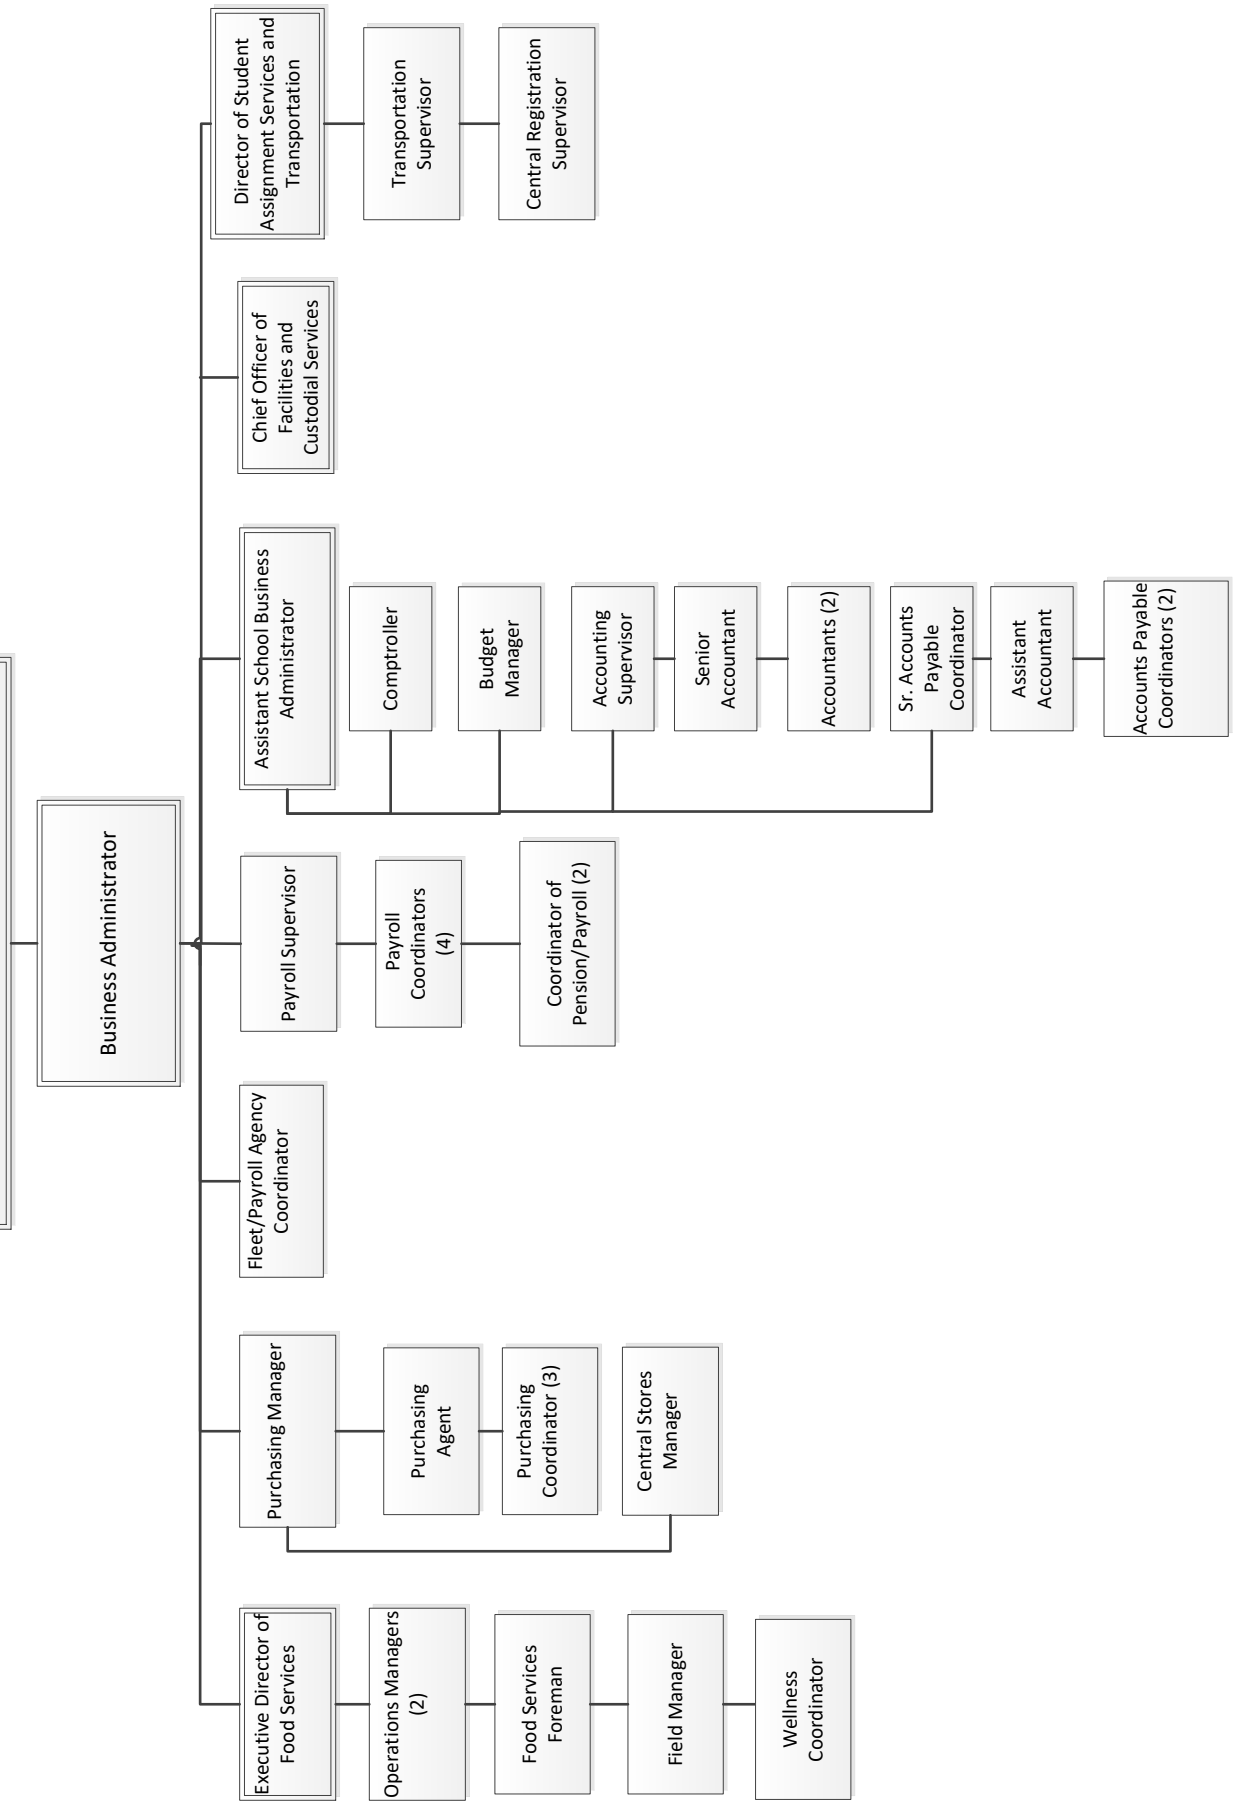 Business Administrator
Executive Director of
Food Services
Operations Managers
(2)
Food Services
Foreman
Field Manager
Wellness
Coordinator
Purchasing Manager
Purchasing
Agent
Purchasing
Coordinator (3)
Central Stores
Manager
Fleet/Payroll Agency
Coordinator
Payroll Supervisor
Payroll
Coordinators
(4)
Coordinator of
Pension/Payroll (2)
Assistant School Business
Administrator
Comptroller
Budget
Manager
Accounting
Supervisor
Senior
Accountant
Accountants (2)
Sr. Accounts
Payable
Coordinator
Assistant
Accountant
Accounts Payable
Coordinators (2)
Chief Officer of
Facilities and
Custodial Services
Director of Student
Assignment Services and
Transportation
Transportation
Supervisor
Central Registration
Supervisor